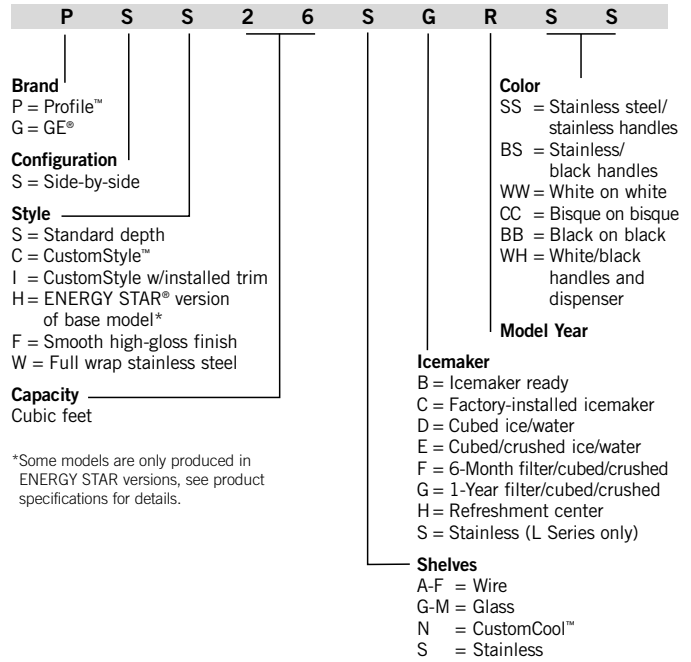 P S S 2 6 S G R S S
Brand
P = Profile™
G = GE®
Configuration
S = Side-by-side
Style
S = Standard depth
C = CustomStyle™
I = CustomStyle w/installed trim
H = ENERGY STAR® version
of base model*
F = Smooth high-gloss finish
W = Full wrap stainless steel
Capacity
Cubic feet
*Some models are only produced in
ENERGY STAR versions, see product
specifications for details.
Color
SS = Stainless steel/
stainless handles
BS = Stainless/
black handles
WW = White on white
CC = Bisque on bisque
BB = Black on black
WH = White/black
handles and
dispenser
Model Year
Icemaker
B = Icemaker ready
C = Factory-installed icemaker
D = Cubed ice/water
E = Cubed/crushed ice/water
F = 6-Month filter/cubed/crushed
G = 1-Year filter/cubed/crushed
H = Refreshment center
S = Stainless (L Series only)
Shelves
A-F = Wire
G-M = Glass
N = CustomCool™
S = Stainless